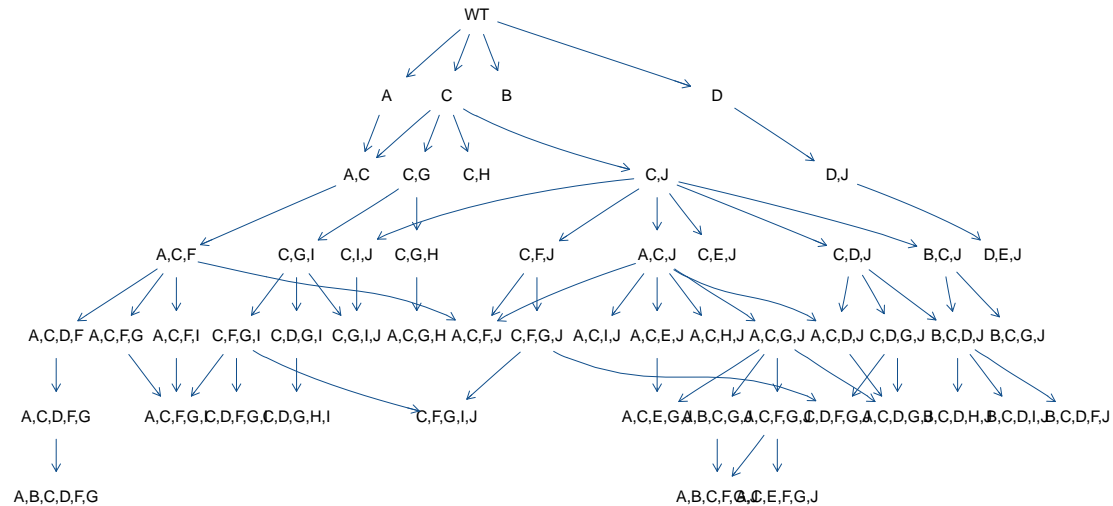 WT
A
C
B
D
A,C
C,G
C,H
C,J
D,J
A,C,F
C,G,I
C,I,J
C,G,H
C,F,J
A,C,J
C,E,J
C,D,J
B,C,J
D,E,J
A,C,D,F
A,C,F,G
A,C,F,I
C,F,G,I
C,D,G,I
C,G,I,J
A,C,G,H
A,C,F,J
C,F,G,J
A,C,I,J
A,C,E,J
A,C,H,J
A,C,G,J
A,C,D,J
C,D,G,J
B,C,D,J
B,C,G,J
A,C,D,F,G
A,C,F,G,I
C,D,F,G,I
C,D,G,H,I
C,F,G,I,J
A,C,E,G,J
A,B,C,G,J
A,C,F,G,J
C,D,F,G,J
A,C,D,G,J
B,C,D,H,J
B,C,D,I,J
B,C,D,F,J
A,B,C,D,F,G
A,B,C,F,G,J
A,C,E,F,G,J